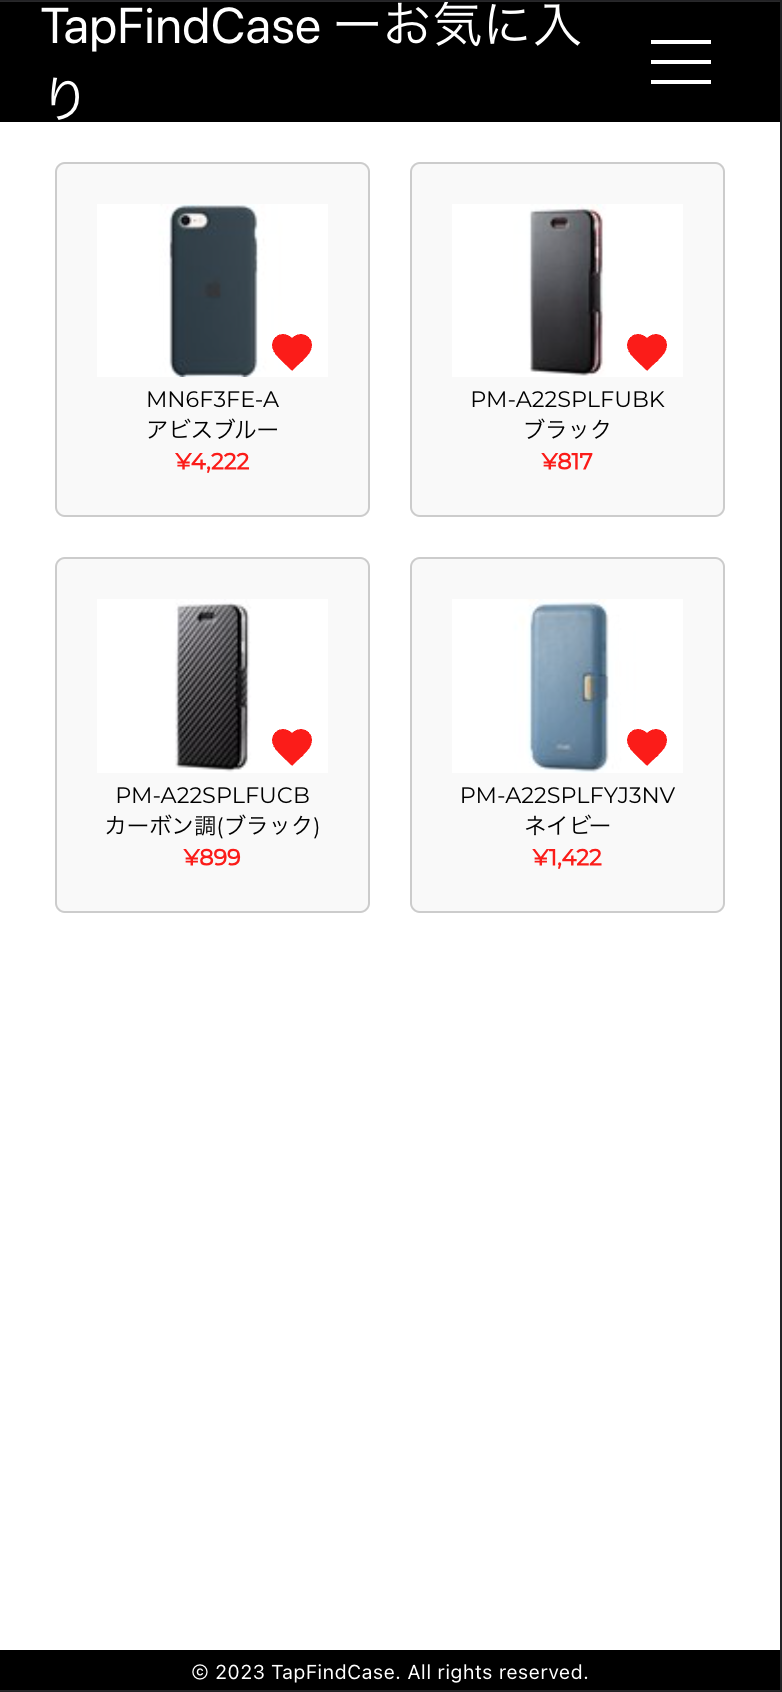 TapFindCase ーお気に入
り
MN6F3FE-A
アビスブルー
¥4,222
PM-A22SPLFUBK
ブラック
¥817
PM-A22SPLFUCB
カーボン調(ブラック)
¥899
PM-A22SPLFYJ3NV
ネイビー
¥1,422
© 2023 TapFindCase. All rights reserved.